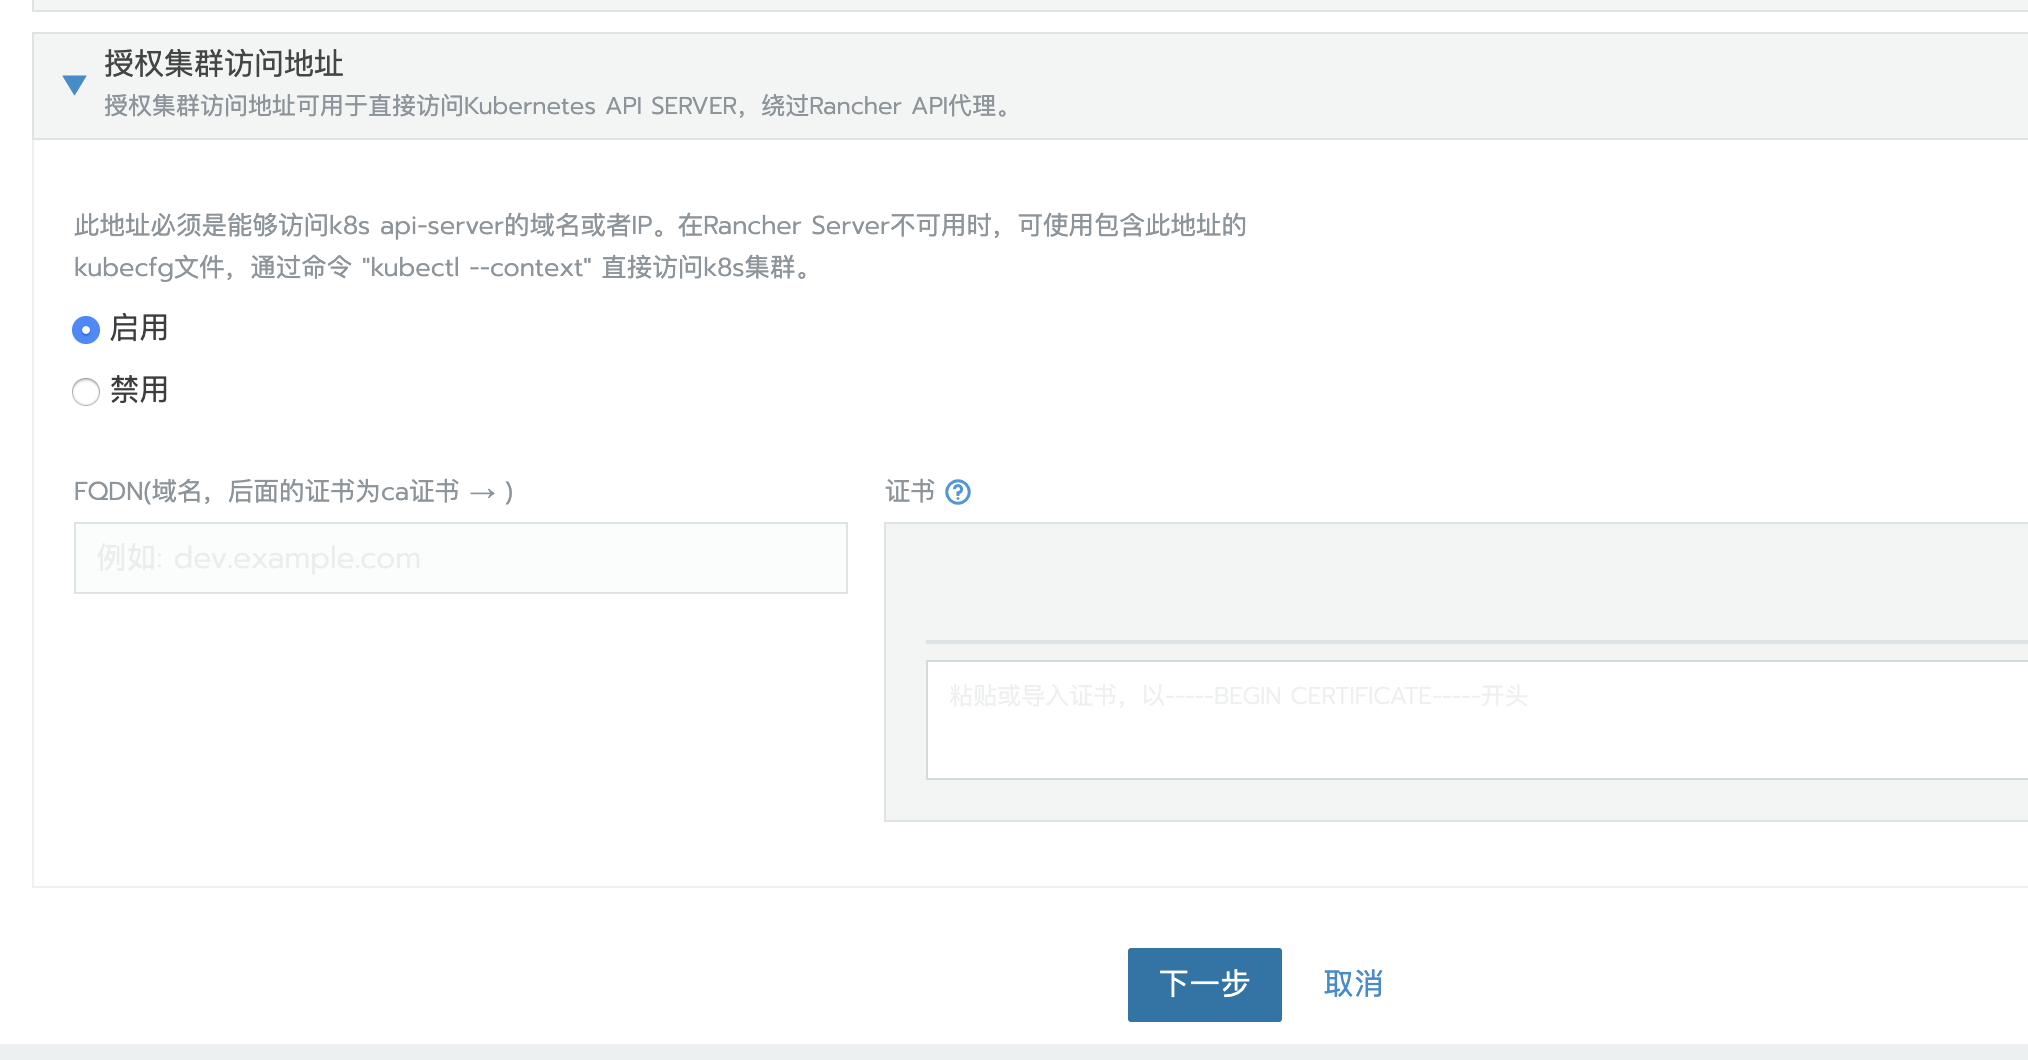 授权集群访问地址
授权集群访问地址可用于直接访问Kubernetes API SERVER，绕过Rancher API代理。
此地址必须是能够访问k8s api-server的域名或者IP。在Rancher Server不可用时，可使用包含此地址的
kubecfg文件，通过命令 "kubectl --context" 直接访问k8s集群。
启用
禁用
FQDN(域名，后面的证书为ca证书 → )
证书
例如: dev.example.com
粘贴或导入证书，以-----BEGIN CERTIFICATE-----开头
下一步
取消